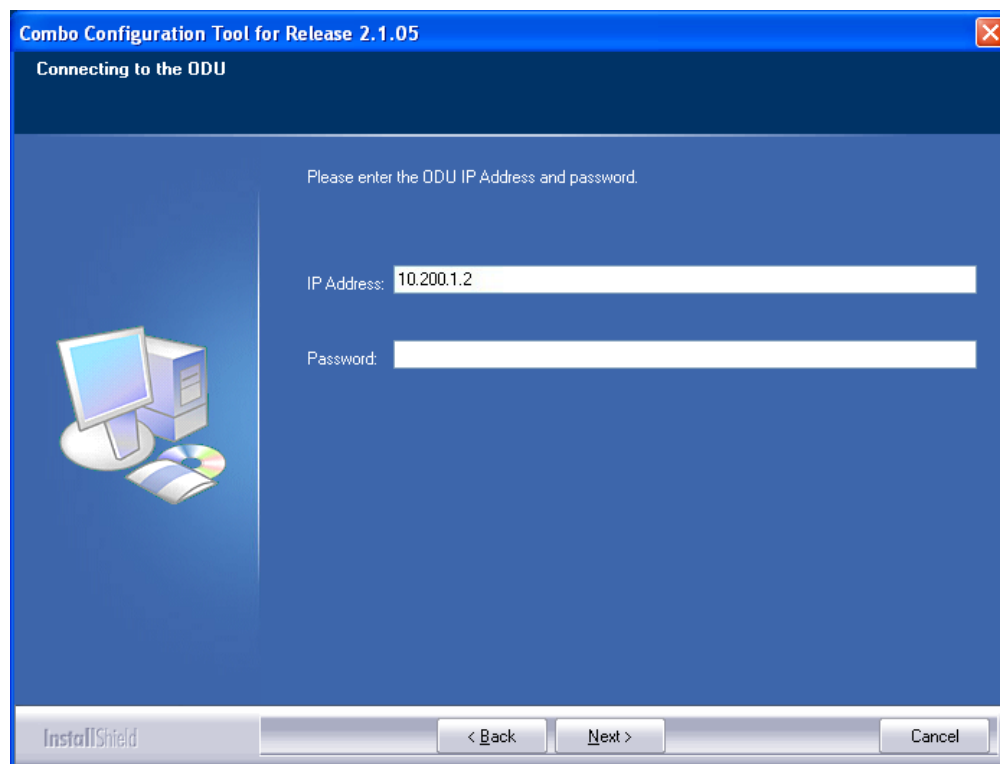 Combo Configuration Tool for Release 2.1.05
Connecting to the ODU
Please enter the ODU IP Address and password.
IP Address: 10.200.1.2
Password:
InstallShield < Back Next > Cancel